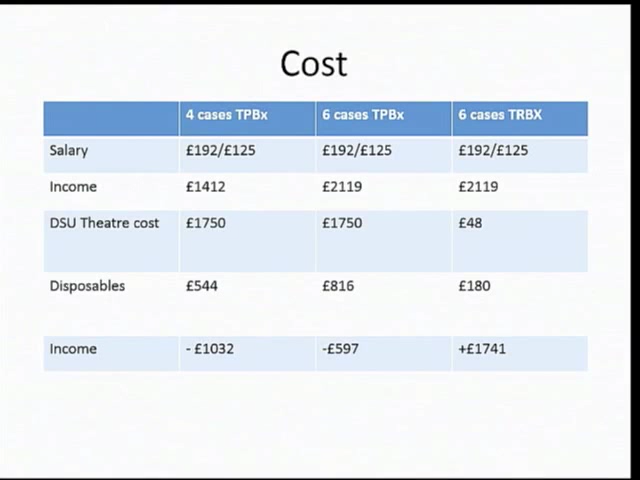 Cost
4 cases TPBx 6 cases TPBx 6 cases TRBX
Salary £192/£125 £192/£125 £192/£125
Income £1412 £2119 £2119
DSU Theatre cost £1750 £1750 £48
Disposables £544 £816 £180
Income - £1032 -£597 +£1741